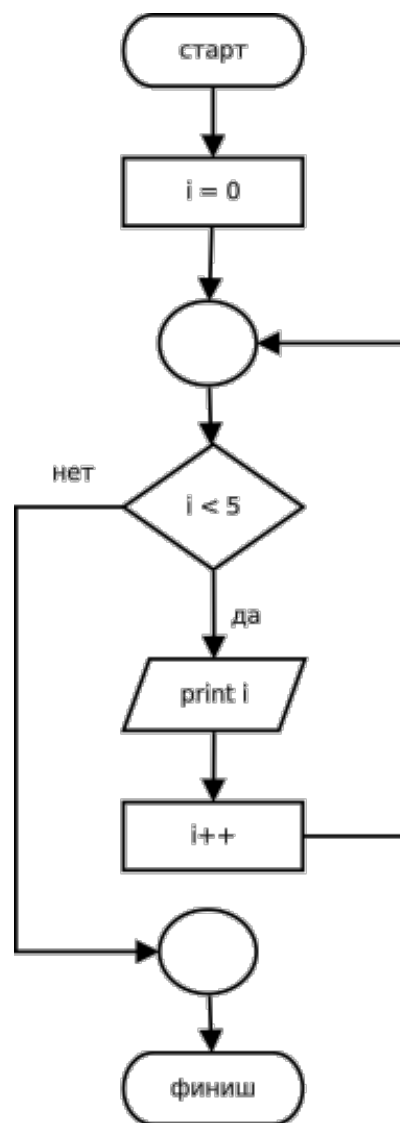 старт
i = 0
i < 5
нет
да
print i
i++
финиш